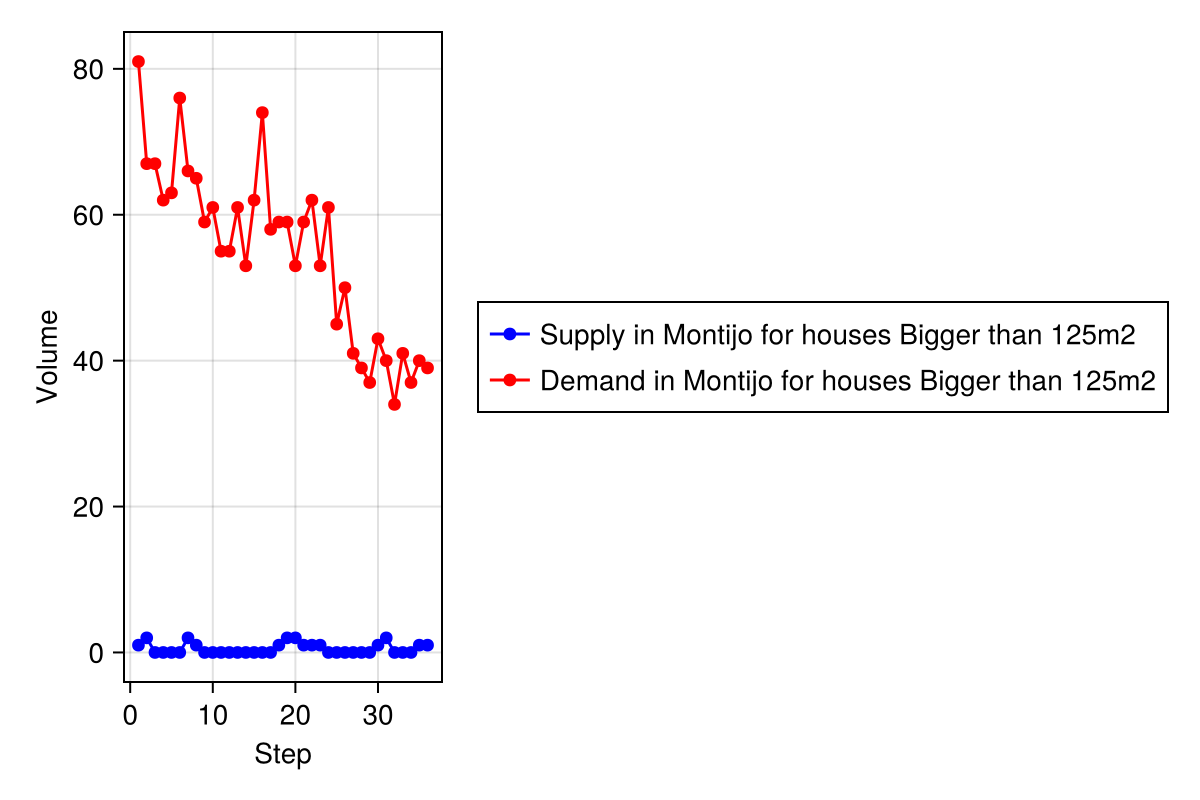 80
60
40
20
0
Volume
0 10 20 30
Step
Supply in Montijo for houses Bigger than 125m2
Demand in Montijo for houses Bigger than 125m2